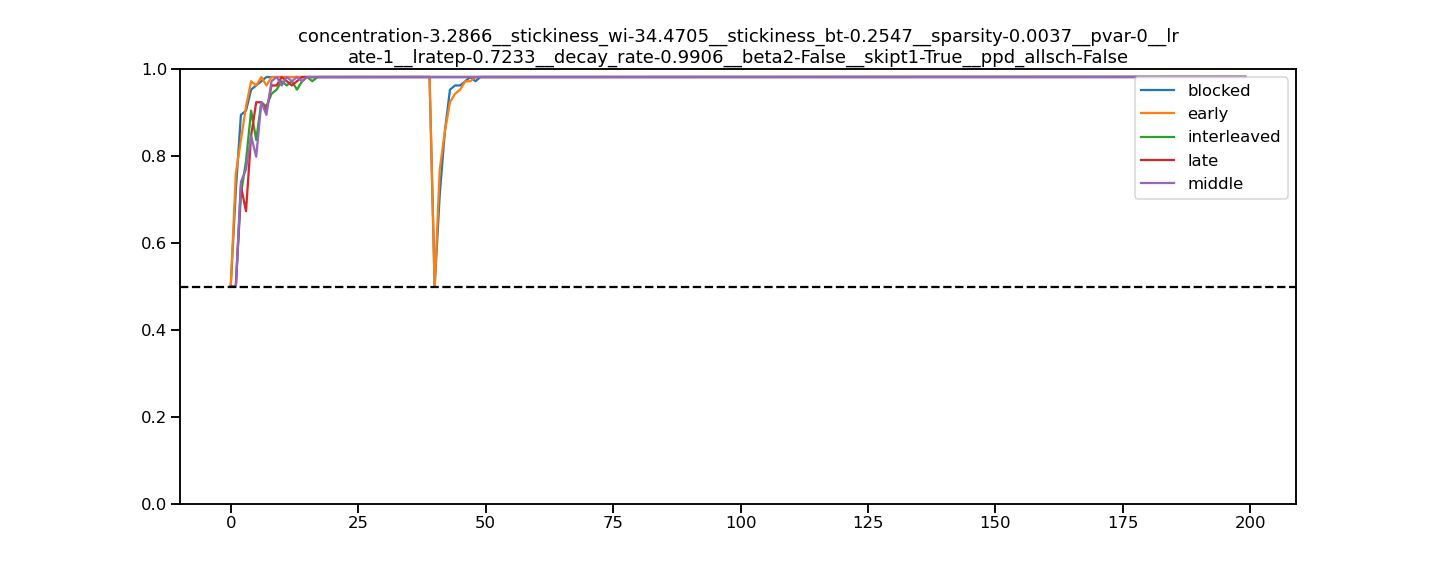 concentration-3.2866__stickiness_wi-34.4705__stickiness_bt-0.2547__sparsity-0.0037__pvar-0__lr
ate-1__lratep-0.7233__decay_rate-0.9906__beta2-False__skipt1-True__ppd_allsch-False
1.0
0.8
0.6
0.4
0.2
0.0
blocked
early
interleaved
late
middle
0 25 50 75 100 125 150 175 200